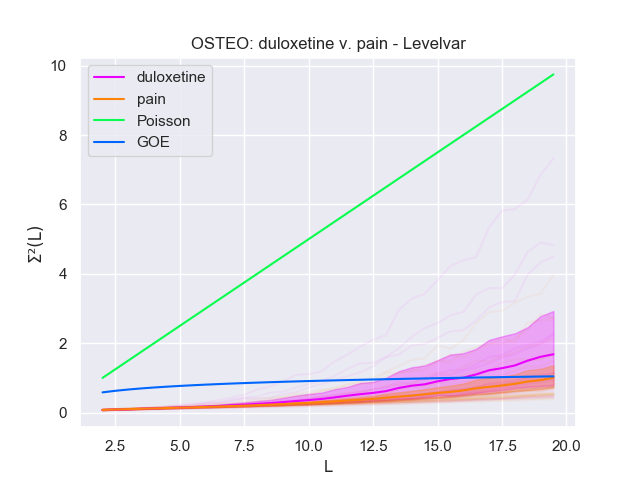 OSTEO: duloxetine v. pain - Levelvar
duloxetine
pain
Poisson
GOE
Σ²(L)
10
8
6
4
2
0
2.5 5.0 7.5 10.0 12.5 15.0 17.5 20.0
L